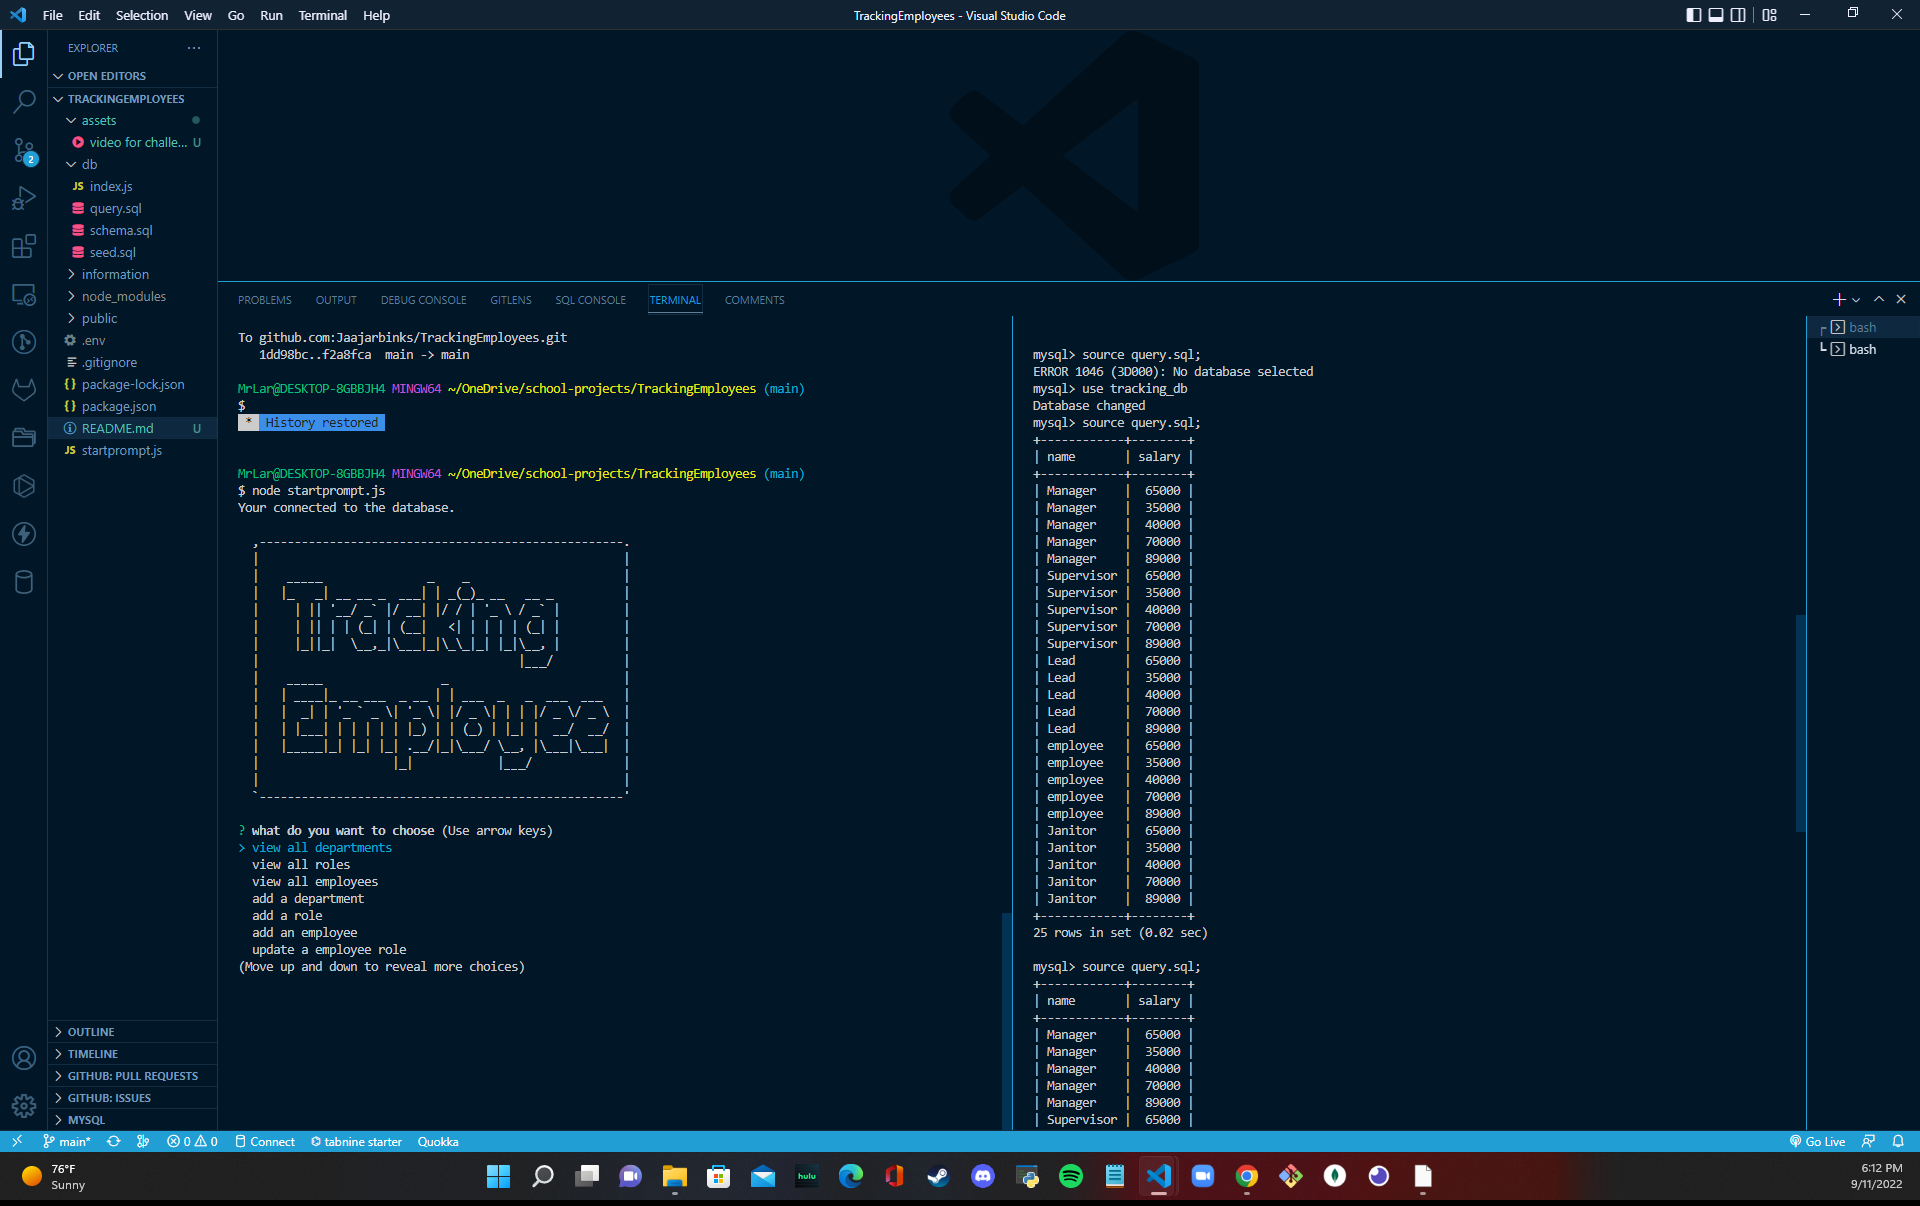 File Edit Selection View Go Run Terminal Help
TrackingEmployees - Visual Studio Code
EXPLORER
OPEN EDITORS
TRACKINGEMPLOYEES
assets
video for challe... U
db
JS index.js
query.sql
schema.sql
seed.sql
information
node_modules
public
.env
.gitignore
{} package-lock.json
{} package.json
README.md U
JS startprompt.js
OUTLINE
TIMELINE
GITHUB: PULL REQUESTS
GITHUB: ISSUES
MYSQL
2
PROBLEMS OUTPUT DEBUG CONSOLE GITLENS SQL CONSOLE TERMINAL COMMENTS
To github.com:Jaajarbinks/TrackingEmployees.git
1dd98bc..f2a8fca main -> main
MrLar@DESKTOP-8GBBJH4 MINGW64 ~/OneDrive/school-projects/TrackingEmployees (main)
$
* History restored
MrLar@DESKTOP-8GBBJH4 MINGW64 ~/OneDrive/school-projects/TrackingEmployees (main)
$ node startprompt.js
Your connected to the database.
Tracking
Employee
? what do you want to choose (Use arrow keys)
> view all departments
view all roles
view all employees
add a department
add a role
add an employee
update a employee role
(Move up and down to reveal more choices)
mysql> source query.sql;
ERROR 1046 (3D000): No database selected
mysql> use tracking_db
Database changed
mysql> source query.sql;
+------------+--------+
| name | salary |
+------------+--------+
| Manager | 65000 |
| Manager | 35000 |
| Manager | 40000 |
| Manager | 70000 |
| Manager | 89000 |
| Supervisor | 65000 |
| Supervisor | 35000 |
| Supervisor | 40000 |
| Supervisor | 70000 |
| Supervisor | 89000 |
| Lead | 65000 |
| Lead | 35000 |
| Lead | 40000 |
| Lead | 70000 |
| Lead | 89000 |
| employee | 65000 |
| employee | 35000 |
| employee | 40000 |
| employee | 70000 |
| employee | 89000 |
| Janitor | 65000 |
| Janitor | 35000 |
| Janitor | 40000 |
| Janitor | 70000 |
| Janitor | 89000 |
+------------+--------+
25 rows in set (0.02 sec)
mysql> source query.sql;
+------------+--------+
| name | salary |
+------------+--------+
| Manager | 65000 |
| Manager | 35000 |
| Manager | 40000 |
| Manager | 70000 |
| Manager | 89000 |
| Supervisor | 65000 |
bash
bash
main* 0 0 Connect tabnine starter Quokka
Go Live
76°F
Sunny
hulu
6:12 PM
9/11/2022